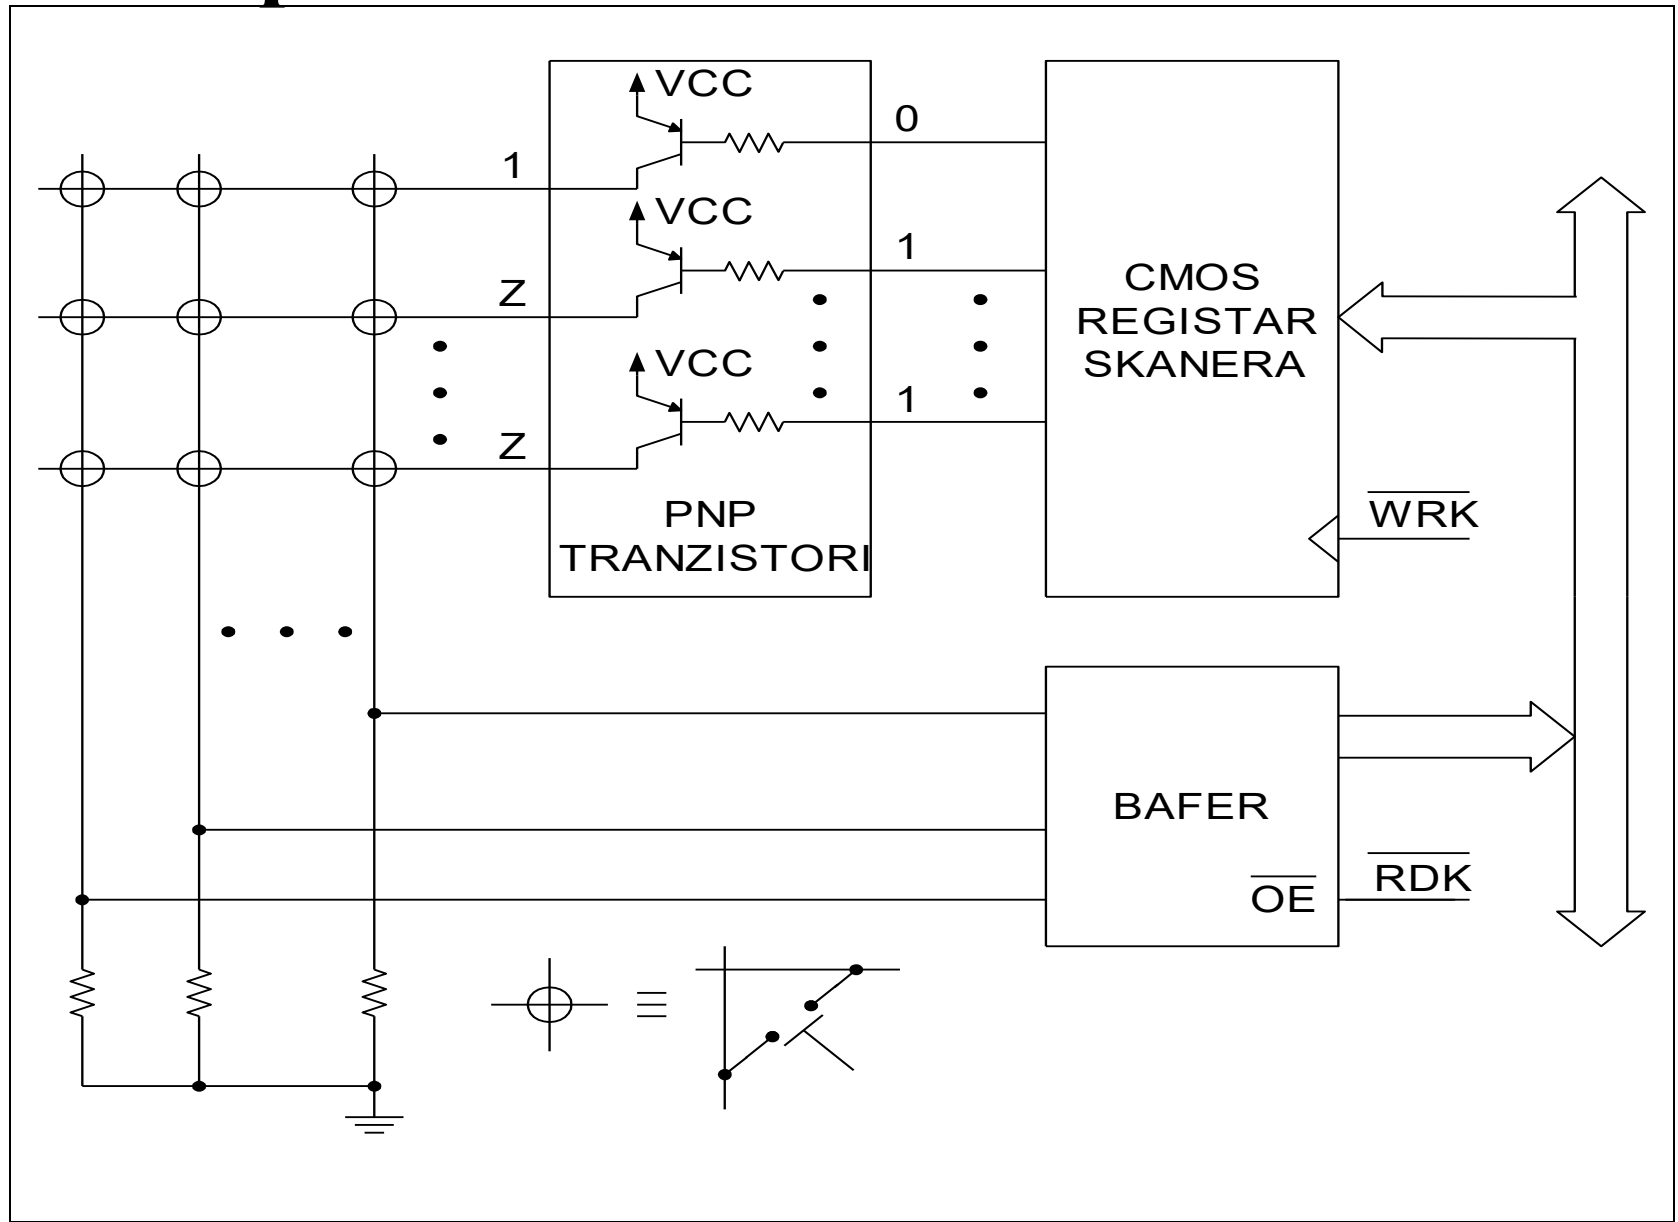 VCC
0
1
VCC
1
Z
VCC
1
Z
PNP
TRANZISTORI
CMOS
REGISTAR
SKANERA
WRK
BAFER
OE
RDK